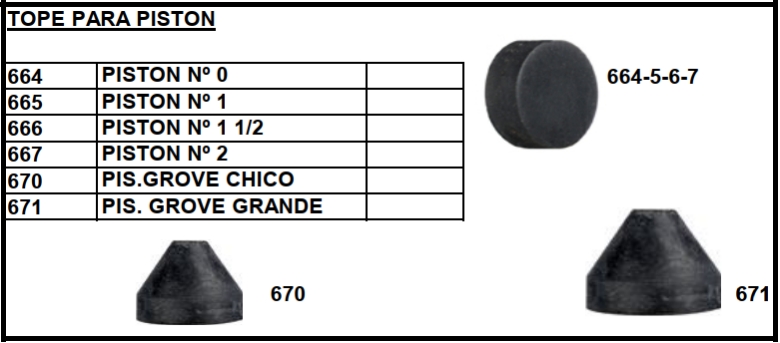 TOPE PARA PISTON
664 PISTON Nº 0
665 PISTON Nº 1
666 PISTON Nº 1 1/2
667 PISTON Nº 2
670 PIS.GROVE CHICO
671 PIS. GROVE GRANDE
664-5-6-7
670
671